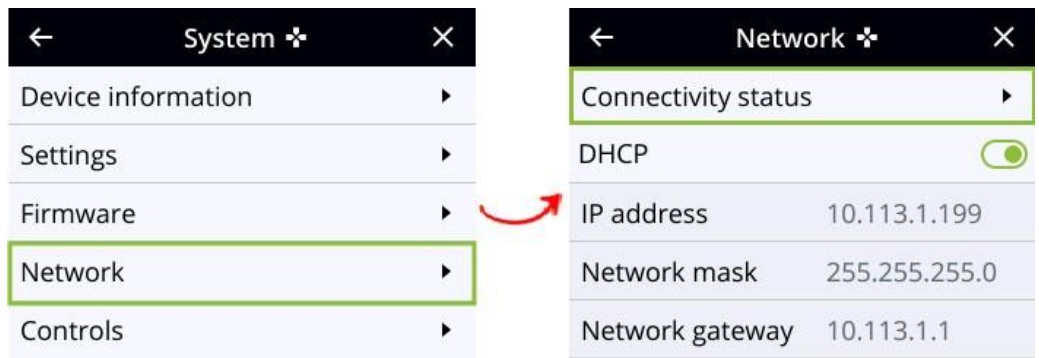 System
Device information
Settings
Firmware
Network
Controls
Network
Connectivity status
DHCP
IP address 10.113.1.199
Network mask 255.255.255.0
Network gateway 10.113.1.1